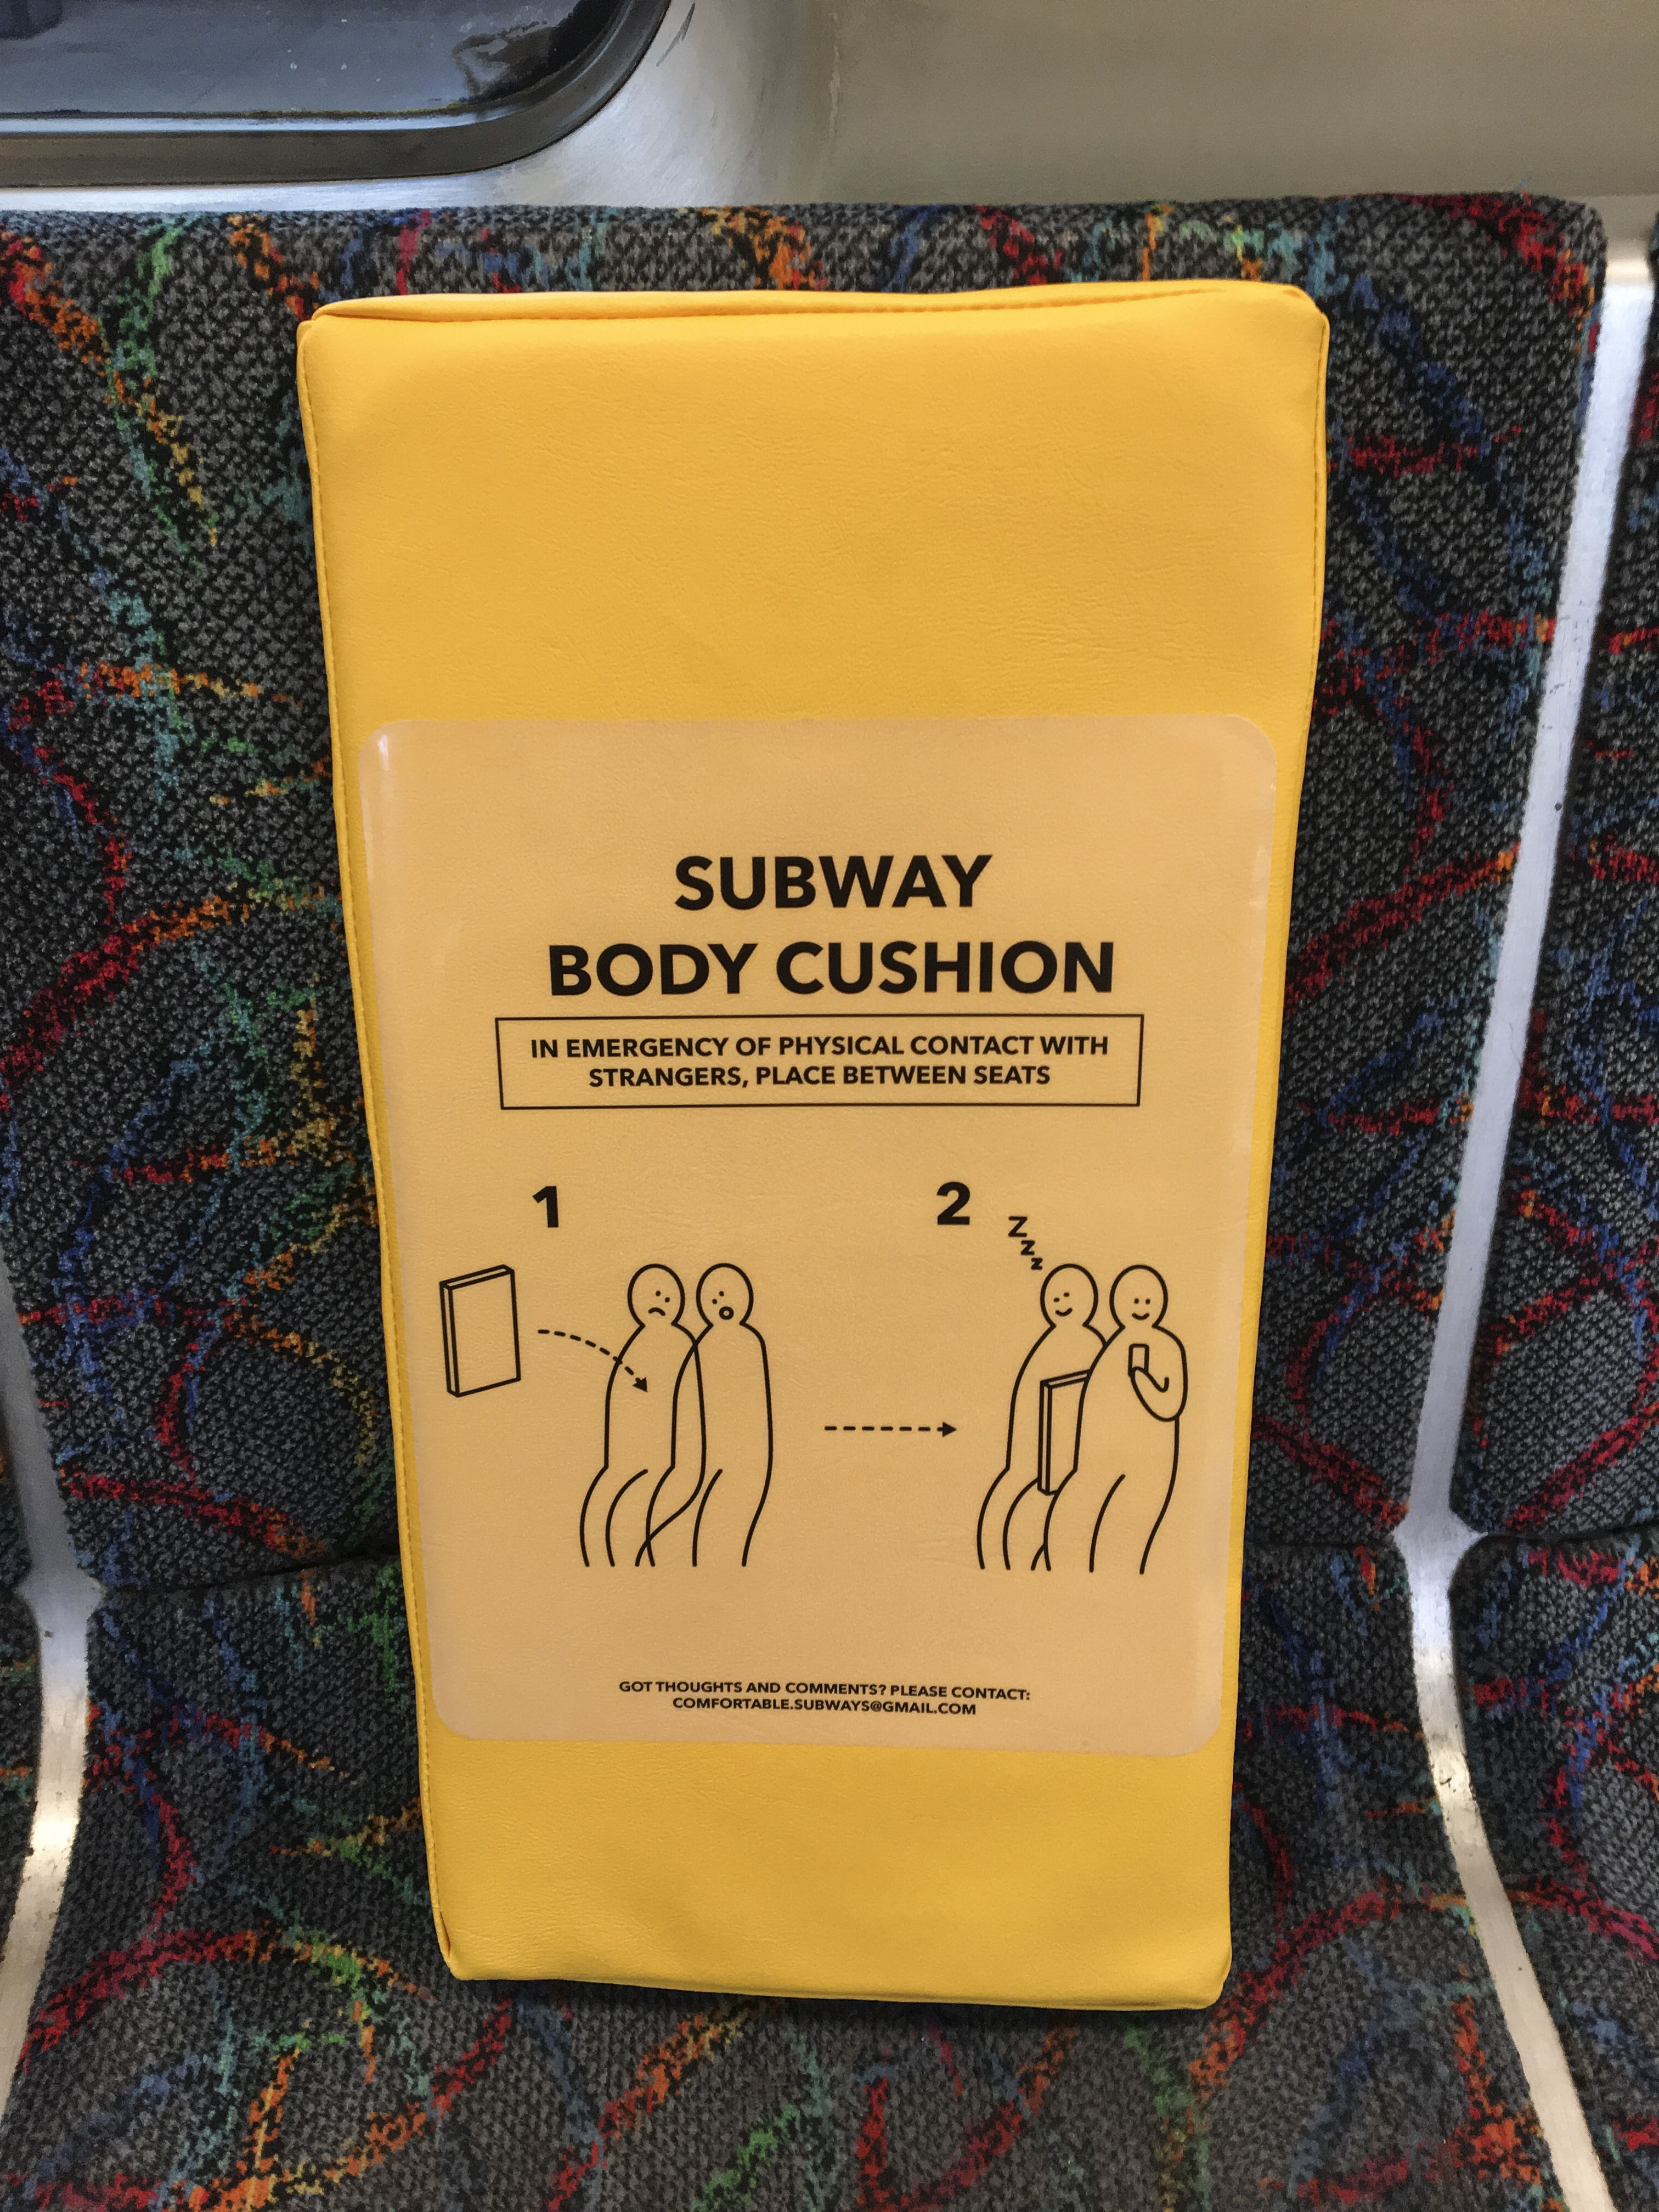 SUBWAY
BODY CUSHION
IN EMERGENCY OF PHYSICAL CONTACT WITH
STRANGERS, PLACE BETWEEN SEATS
1
2
Z
Z
Z
GOT THOUGHTS AND COMMENTS? PLEASE CONTACT:
COMFORTABLE.SUBWAYS@GMAIL.COM